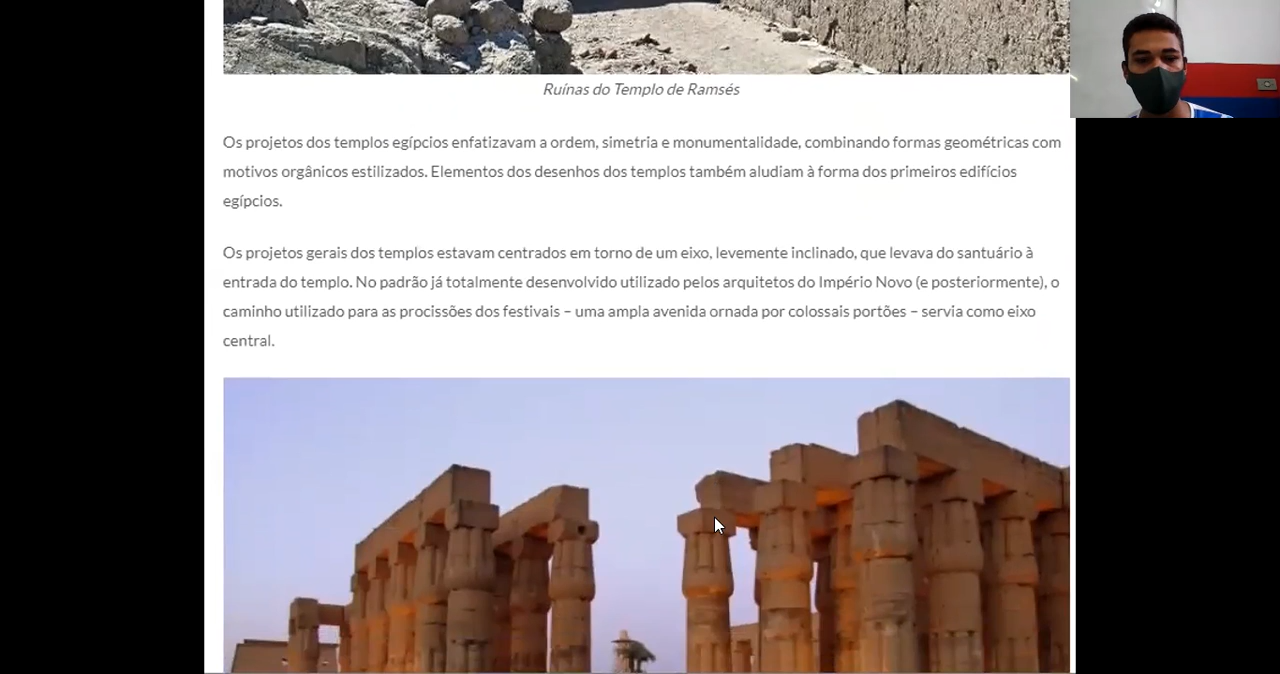 Ruínas do Templo de Ramsés
Os projetos dos templos egípcios enfatizavam a ordem, simetria e monumentalidade, combinando formas geométricas com
motivos orgânicos estilizados. Elementos dos desenhos dos templos também aludiam à forma dos primeiros edifícios
egípcios.
Os projetos gerais dos templos estavam centrados em torno de um eixo, levemente inclinado, que levava do santuário à
entrada do templo. No padrão já totalmente desenvolvido utilizado pelos arquitetos do Império Novo (e posteriormente), o
caminho utilizado para as procissões dos festivais – uma ampla avenida ornada por colossais portões – servia como eixo
central.